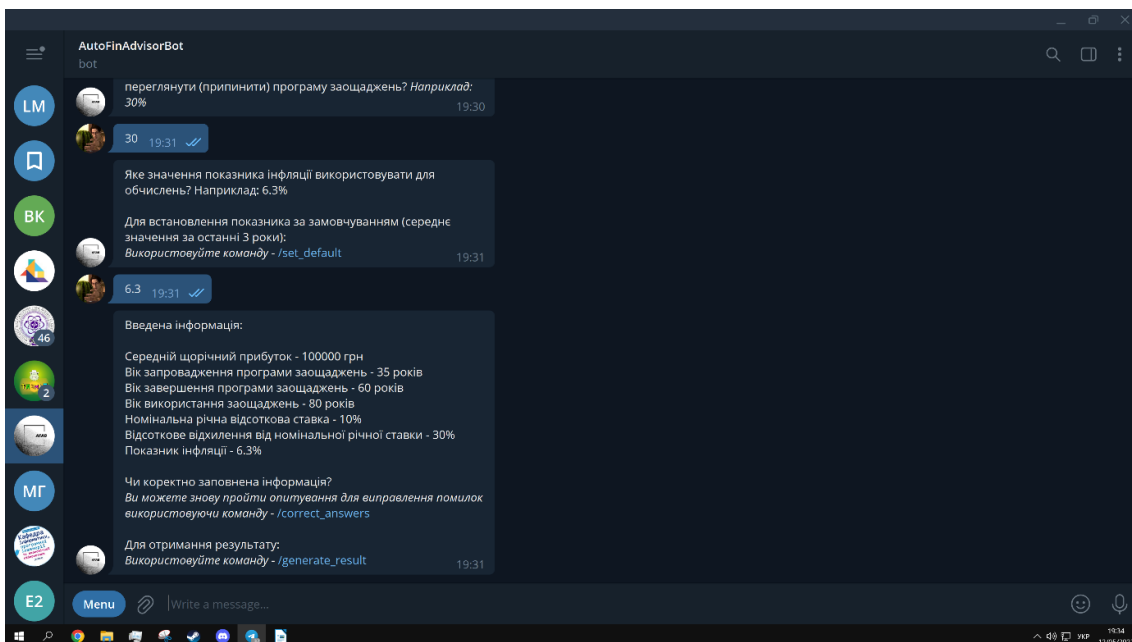 AutoFinAdvisorBot
bot
переглянути (припинити) програму заощаджень? Наприклад:
30%
19:30
30 19:31
Яке значення показника інфляції використовувати для
обчислень? Наприклад: 6.3%
Для встановлення показника за замовчуванням (середнє
значення за останні 3 роки):
Використовуйте команду - /set_default
19:31
6.3 19:31
Введена інформація:
Середній щорічний прибуток - 100000 грн
Вік запровадження програми заощаджень - 35 років
Вік завершення програми заощаджень - 60 років
Вік використання заощаджень - 80 років
Номінальна річна відсоткова ставка - 10%
Відсоткове відхилення від номінальної річної ставки - 30%
Показник інфляції - 6.3%
Чи коректно заповнена інформація?
Ви можете знову пройти опитування для виправлення помилок
використовуючи команду - /correct_answers
Для отримання результату:
Використовуйте команду - /generate_result
19:31
LM
ВК
46
2
МГ
E2
Menu
Write a message...
УКР
19:34